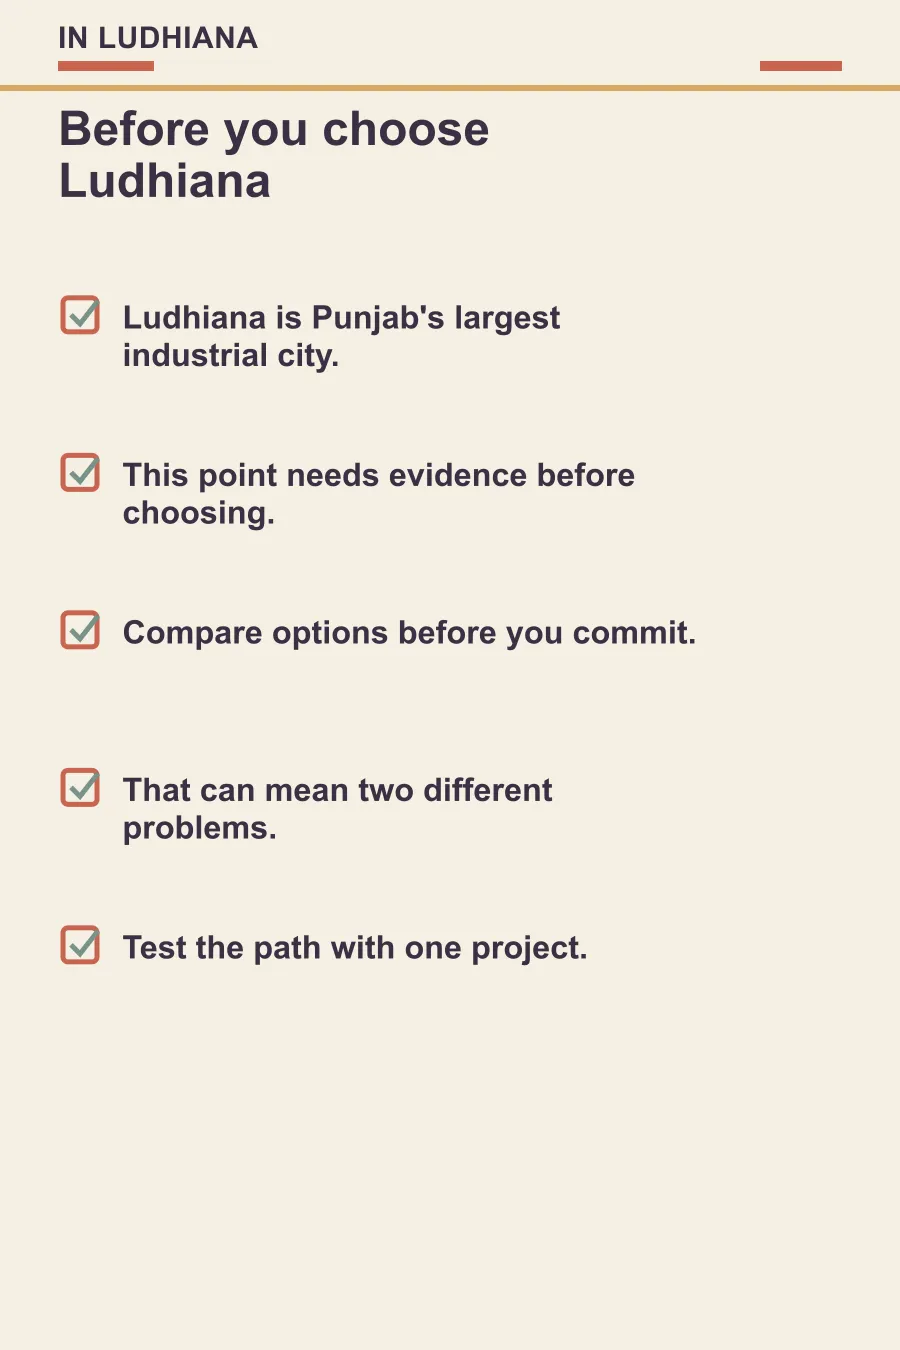 IN LUDHIANA
Before you choose
Ludhiana
Ludhiana is Punjab's largest
industrial city.
This point needs evidence before
choosing.
Compare options before you commit.
That can mean two different
problems.
Test the path with one project.